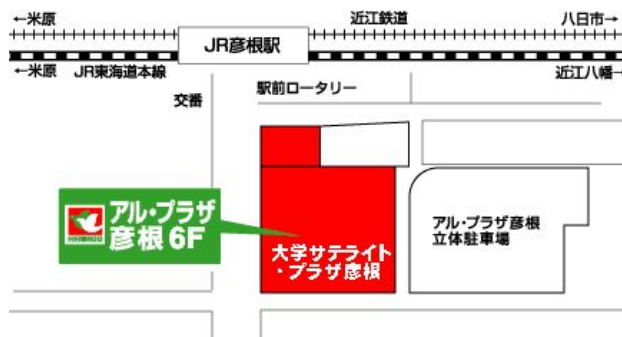 ←米原
近江鉄道
八日市→
JR彦根駅
←米原
JR東海道本線
近江八幡→
交番
駅前ロータリー
アル・プラザ
彦根6F
大学サテライト
・プラザ彦根
アル・プラザ彦根
立体駐車場